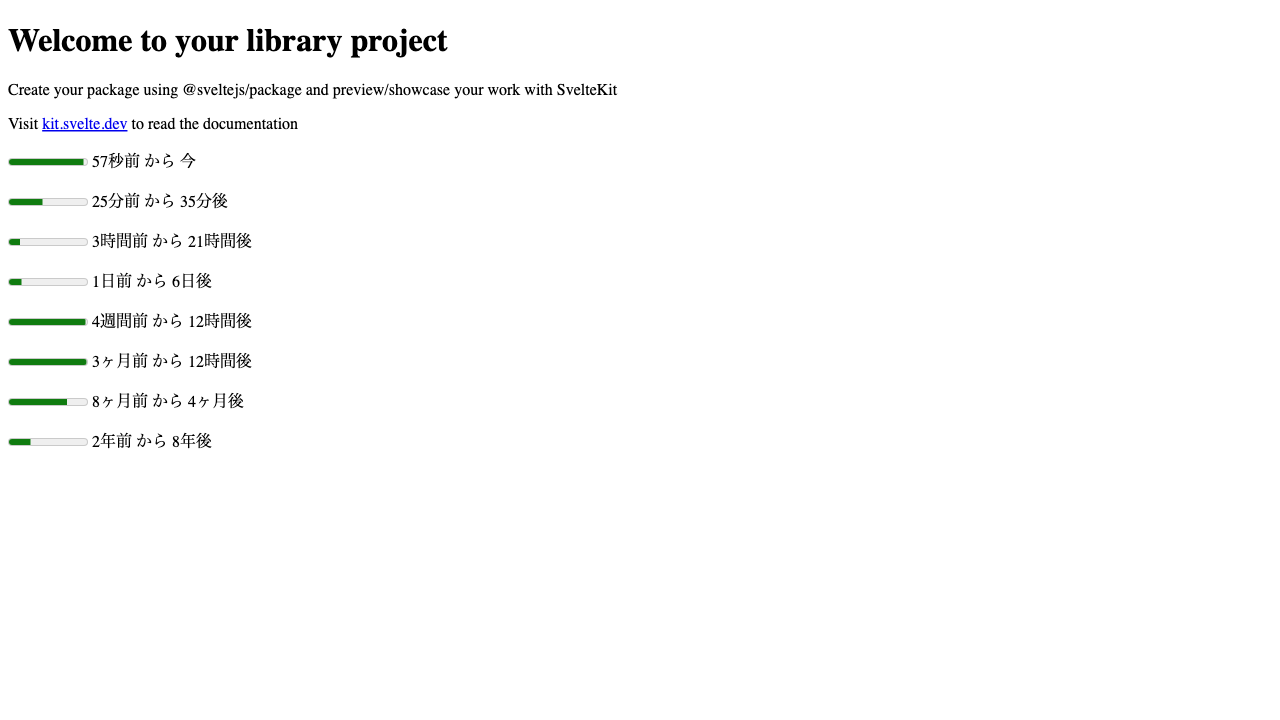 Welcome to your library project
Create your package using @sveltejs/package and preview/showcase your work with SvelteKit
Visit kit.svelte.dev to read the documentation
57秒前 から 今
25分前 から 35分後
3時間前 から 21時間後
1日前 から 6日後
4週間前 から 12時間後
3ヶ月前 から 12時間後
8ヶ月前 から 4ヶ月後
2年前 から 8年後